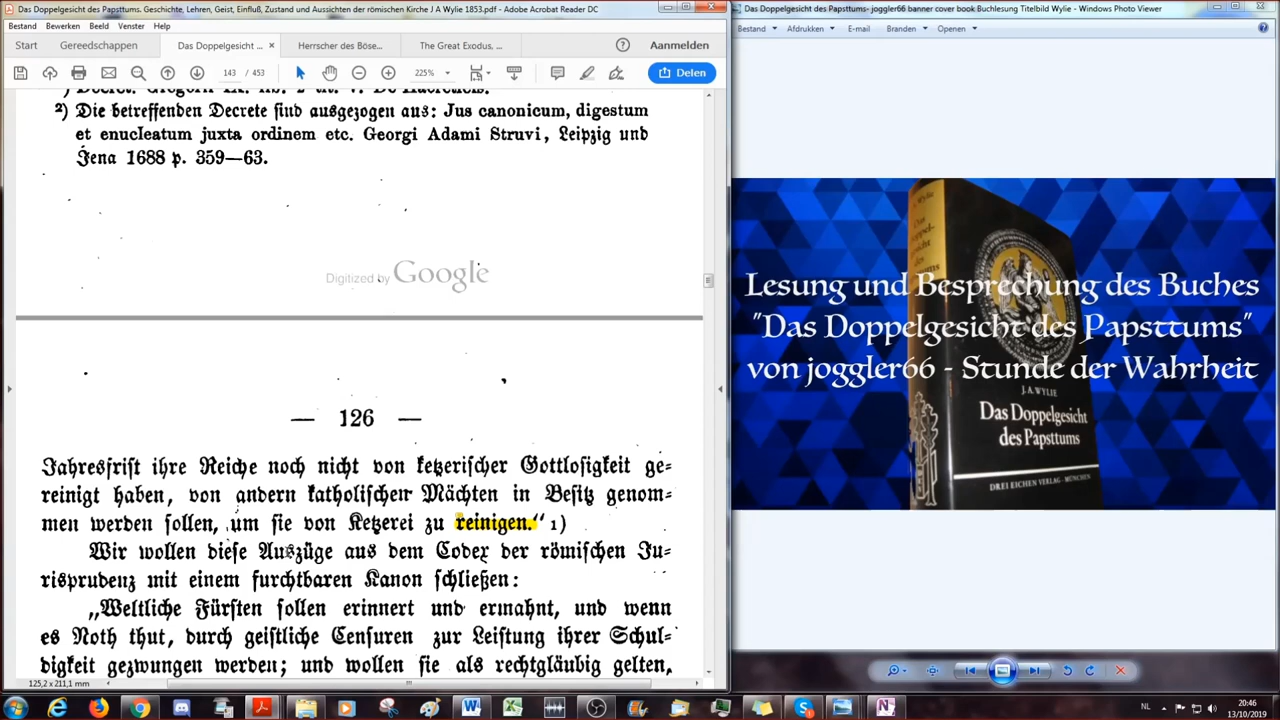 Das Doppelgesicht des Papsttums. Geschichte, Lehren, Geist, Einfluß, Zustand und Aussichten der römischen Kirche J A Wylie 1853.pdf - Adobe Acrobat Reader DC
Bestand Bewerken Beeld Venster Help
Start Gereedschappen Das Doppelgesicht ... × Herrscher des Böse... The Great Exodus, ... Aanmelden
143 / 453 225% Delen
²) Die betreffenden Decrete sind ausgezogen aus: Jus canonicum, digestum
et enucleatum juxta ordinem etc. Georgi Adami Struvi, Leipzig und
Jena 1688 p. 359—63.
Digitized by Google
— 126 —
Jahresfrist ihre Reiche noch nicht von ketzerischer Gottlosigkeit ge-
reinigt haben, von andern katholischen Mächten in Besitz genom-
men werden sollen, um sie von Ketzerei zu reinigen.“ 1)
Wir wollen diese Auszüge aus dem Codex der römischen Ju-
risprudenz mit einem furchtbaren Kanon schließen:
„Weltliche Fürsten sollen erinnert und ermahnt, und wenn
es Noth thut, durch geistliche Censuren zur Leistung ihrer Schul-
digkeit gezwungen werden; und wollen sie als rechtgläubig gelten,
125,2 x 211,1 mm
Das Doppelgesicht des Papsttums- joggler66 banner cover book Buchlesung Titelbild Wylie - Windows Photo Viewer
Bestand Afdrukken E-mail Branden Openen
Lesung und Besprechung des Buches
"Das Doppelgesicht des Papsttums"
von joggler66 - Stunde der Wahrheit
J. A. WYLIE
Das Doppelgesicht
des Papsttums
DREI EICHEN VERLAG · MÜNCHEN
NL 20:46
13/10/2019